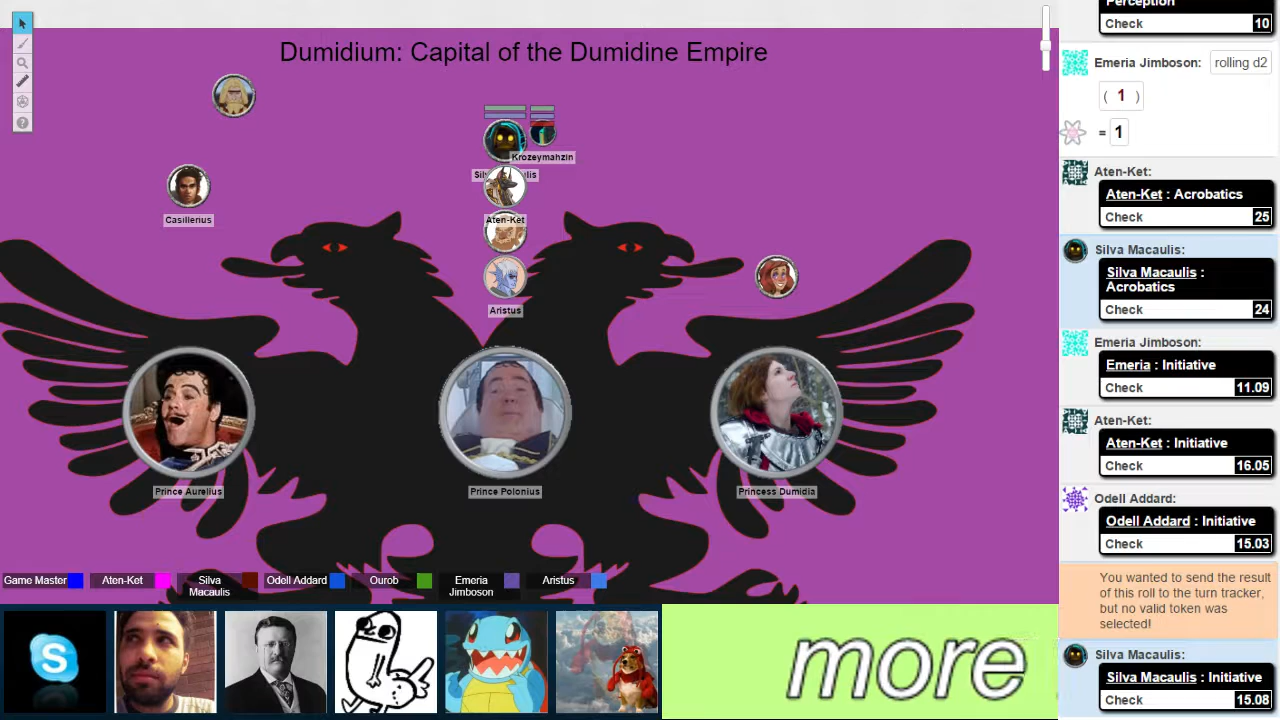 Dumidium: Capital of the Dumidine Empire
Krozeymahzin
Casillerius
Aten-Ket
Aristus
Prince Aurelius
Prince Polonius
Princess Dumidia
Game Master
Aten-Ket
Silva
Macaulis
Odell Addard
Ourob
Emeria
Jimboson
Aristus
S
more
Perception
Check 10
Emeria Jimboson: rolling d2
( 1 )
= 1
Aten-Ket:
Aten-Ket : Acrobatics
Check 25
Silva Macaulis:
Silva Macaulis :
Acrobatics
Check 24
Emeria Jimboson:
Emeria : Initiative
Check 11.09
Aten-Ket:
Aten-Ket : Initiative
Check 16.05
Odell Addard:
Odell Addard : Initiative
Check 15.03
You wanted to send the result
of this roll to the turn tracker,
but no valid token was
selected!
Silva Macaulis:
Silva Macaulis : Initiative
Check 15.08